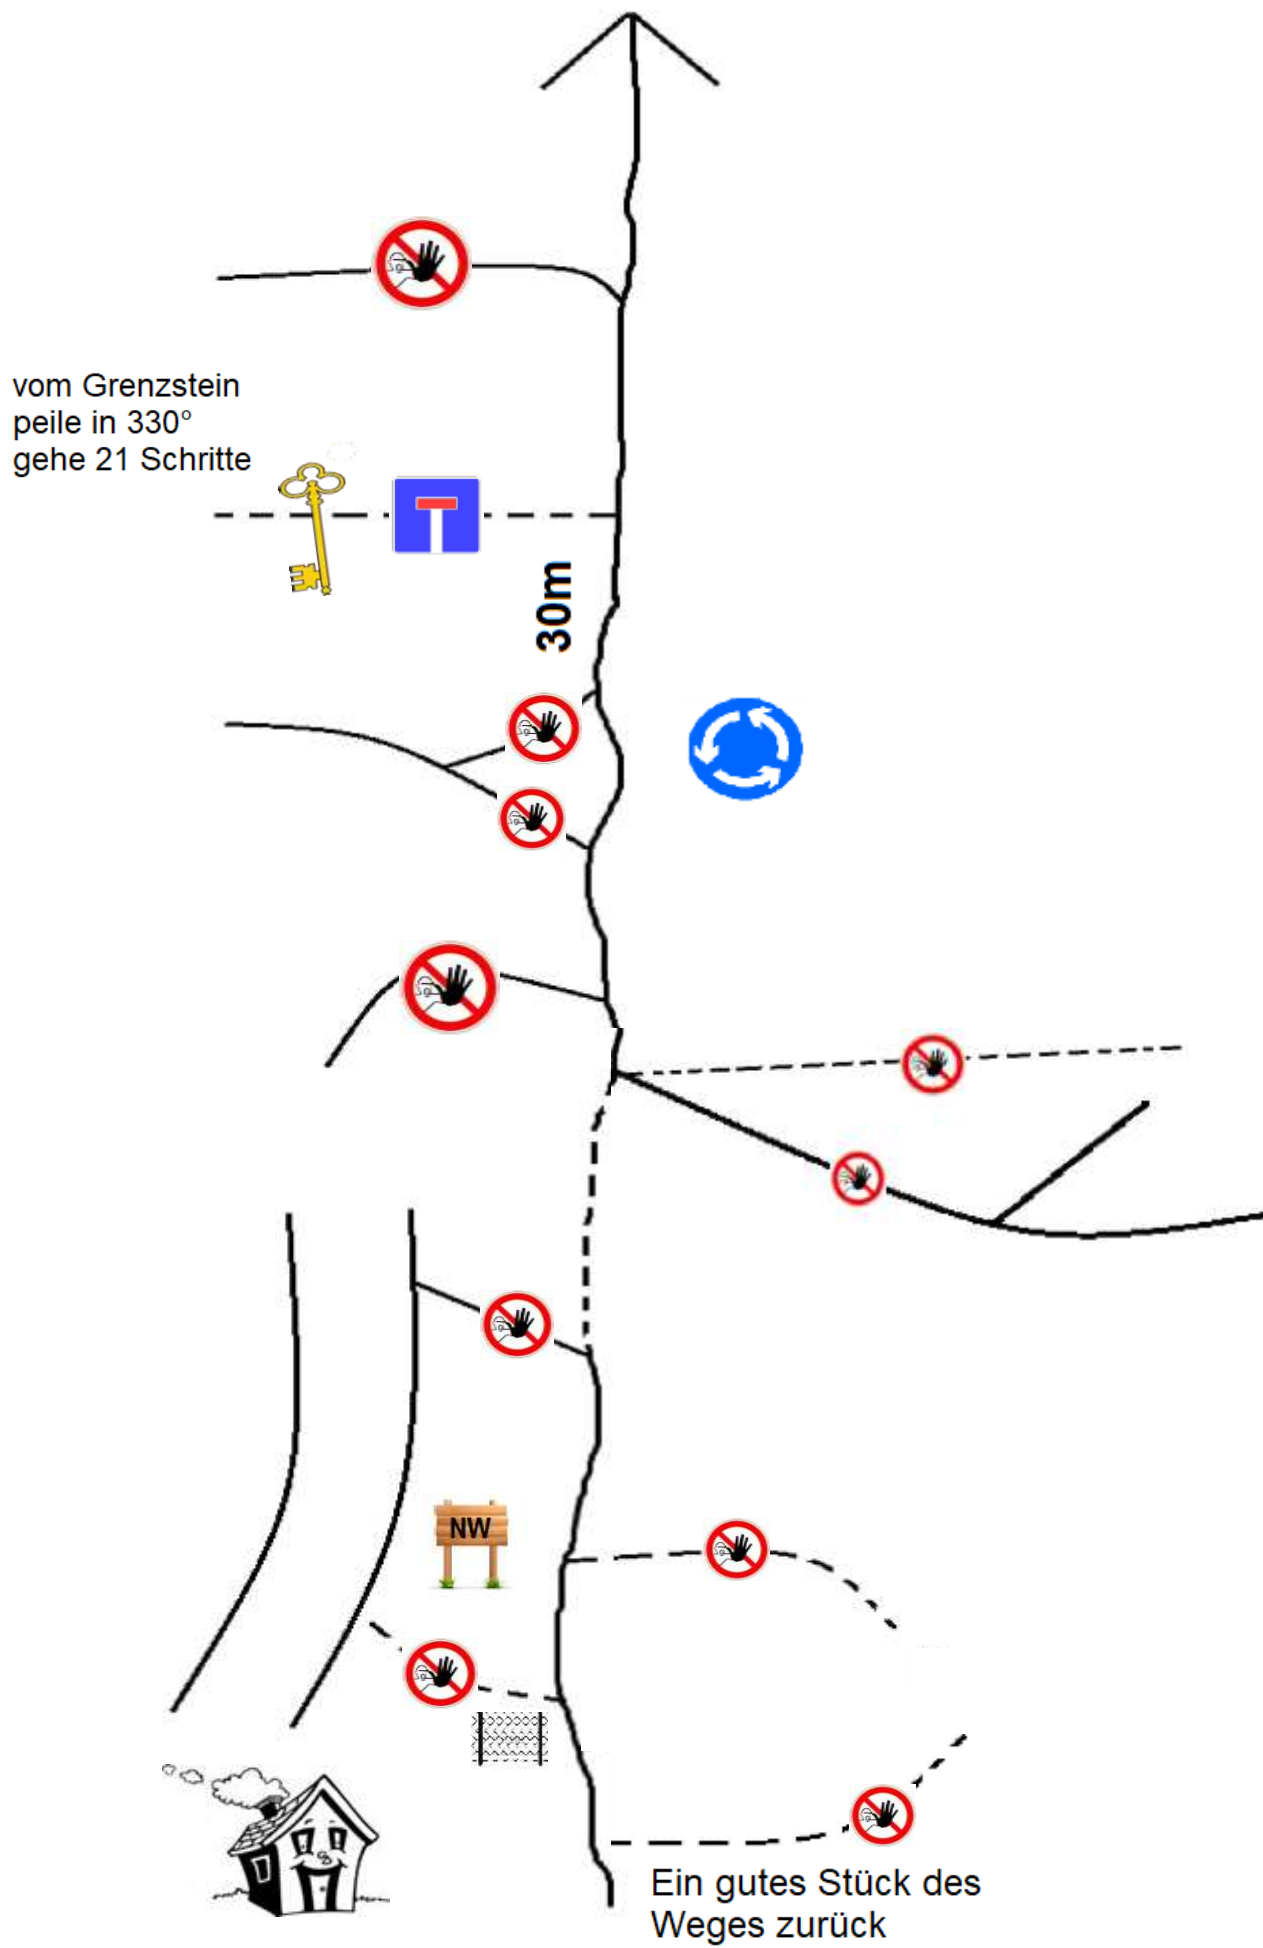 vom Grenzstein
peile in 330°
gehe 21 Schritte
30m
NW
Ein gutes Stück des
Weges zurück